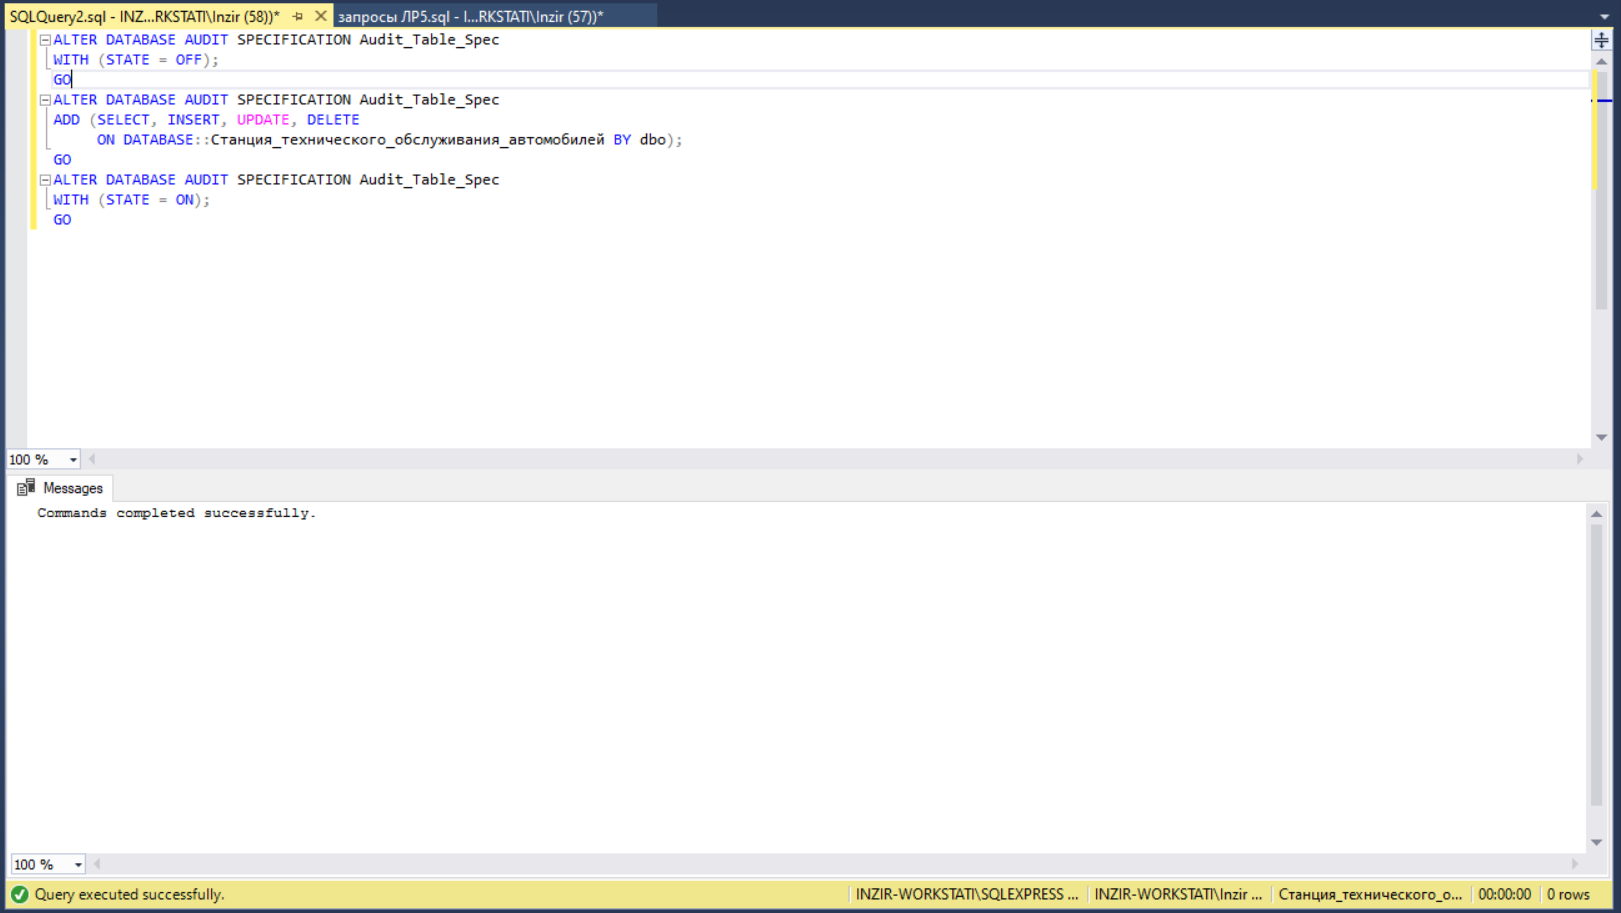 SQLQuery2.sql - INZ...RKSTATI\Inzir (58))* запросы ЛР5.sql - I...RKSTATI\Inzir (57))*
ALTER DATABASE AUDIT SPECIFICATION Audit_Table_Spec
WITH (STATE = OFF);
GO
ALTER DATABASE AUDIT SPECIFICATION Audit_Table_Spec
ADD (SELECT, INSERT, UPDATE, DELETE
ON DATABASE::Станция_технического_обслуживания_автомобилей BY dbo);
GO
ALTER DATABASE AUDIT SPECIFICATION Audit_Table_Spec
WITH (STATE = ON);
GO
100 %
Messages
Commands completed successfully.
100 %
Query executed successfully. INZIR-WORKSTATI\SQLEXPRESS ... INZIR-WORKSTATI\Inzir ... Станция_технического_о... 00:00:00 0 rows